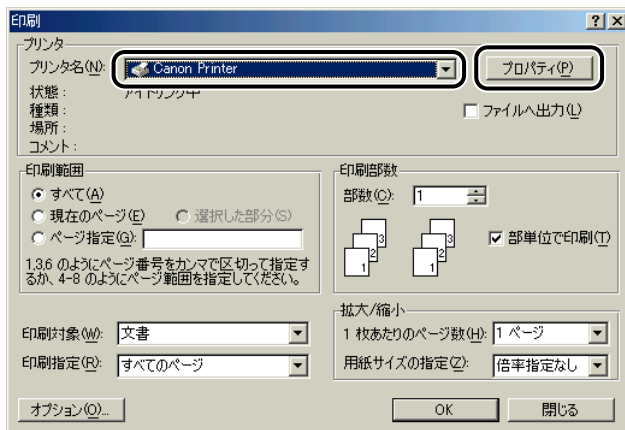 印刷
プリンタ
プリンタ名(N): Canon Printer プロパティ(P)
状態: アイドリング中
種類: ファイルへ出力(L)
場所:
コメント:
印刷範囲
すべて(A)
現在のページ(E) 選択した部分(S)
ページ指定(G):
1,3,6 のようにページ番号をカンマで区切って指定す
るか、4-8 のようにページ範囲を指定してください。
印刷部数
部数(C): 1
1 2 3 1 2 3
部単位で印刷(T)
印刷対象(W): 文書
印刷指定(R): すべてのページ
拡大/縮小
1 枚あたりのページ数(H): 1 ページ
用紙サイズの指定(Z): 倍率指定なし
オプション(O)... OK 閉じる